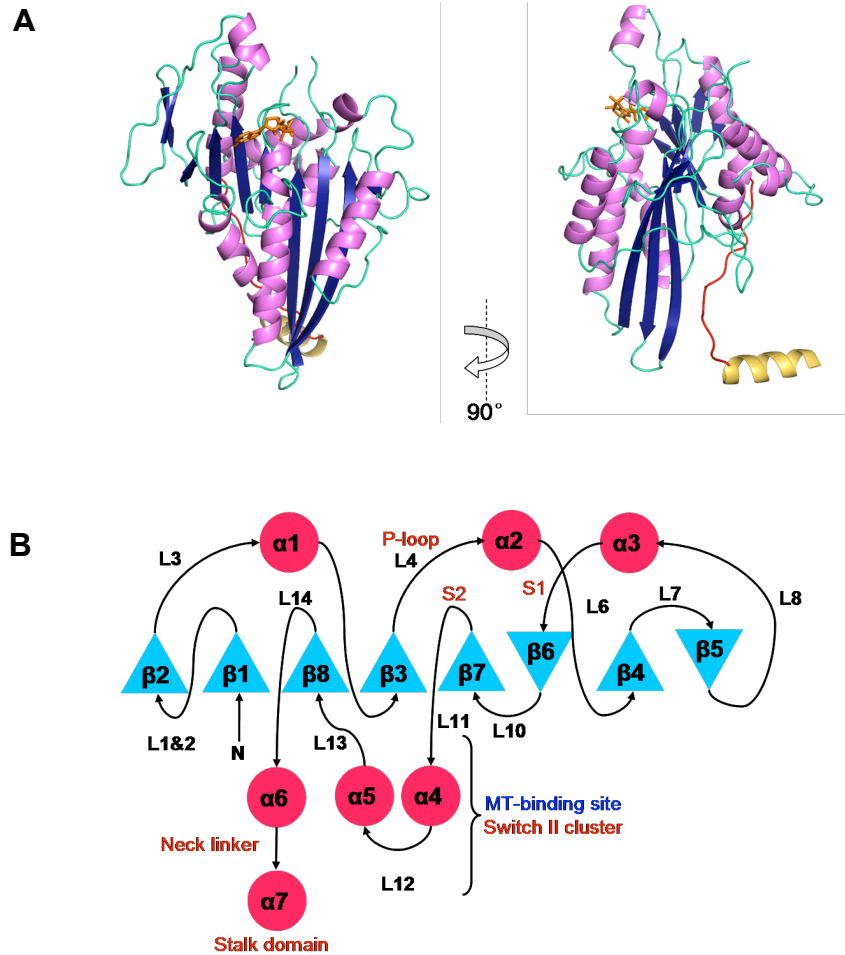 A
90°
B
α1
P-loop
α2
α3
L3
L4
L14
S2
S1
L6
L7
L8
β2
β1
β8
β3
β7
β6
β4
β5
L1&2
N
L13
L11
L10
α6
α5
α4
MT-binding site
Switch II cluster
Neck linker
L12
α7
Stalk domain